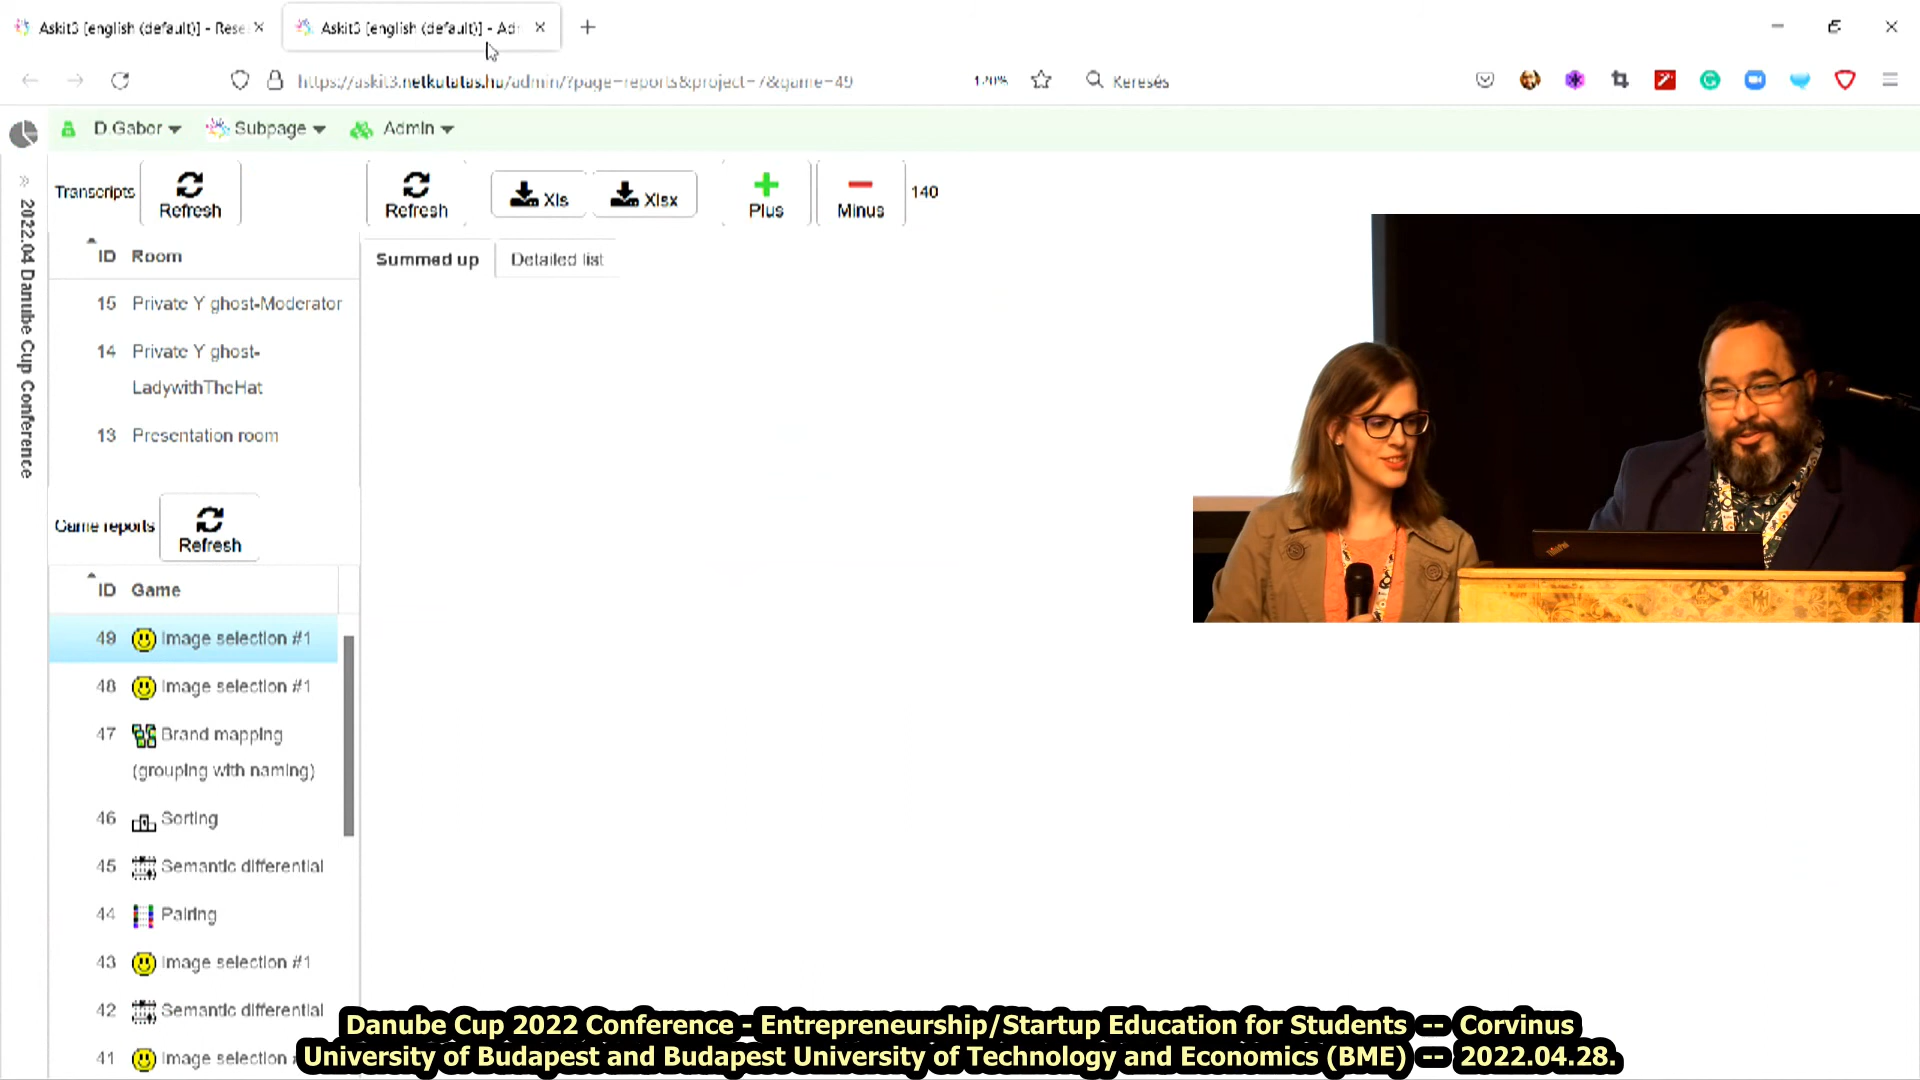 Askit3 [english (default)] - Rese
Askit3 [english (default)] - Ad
https://askit3.netkutatas.hu/admin/?page=reports&project=7&game=49
120%
Keresés
D.Gabor
Subpage
Admin
Transcripts
Refresh
Refresh
Xls
Xlsx
Plus
Minus
140
2022.04 Danube Cup Conference
ID Room
15 Private Y ghost-Moderator
14 Private Y ghost-
LadywithTheHat
13 Presentation room
Summed up
Detailed list
Game reports
Refresh
ID Game
49 Image selection #1
48 Image selection #1
47 Brand mapping
(grouping with naming)
46 Sorting
45 Semantic differential
44 Pairing
43 Image selection #1
42 Semantic differential
41 Image selection
Danube Cup 2022 Conference - Entrepreneurship/Startup Education for Students -- Corvinus
University of Budapest and Budapest University of Technology and Economics (BME) -- 2022.04.28.